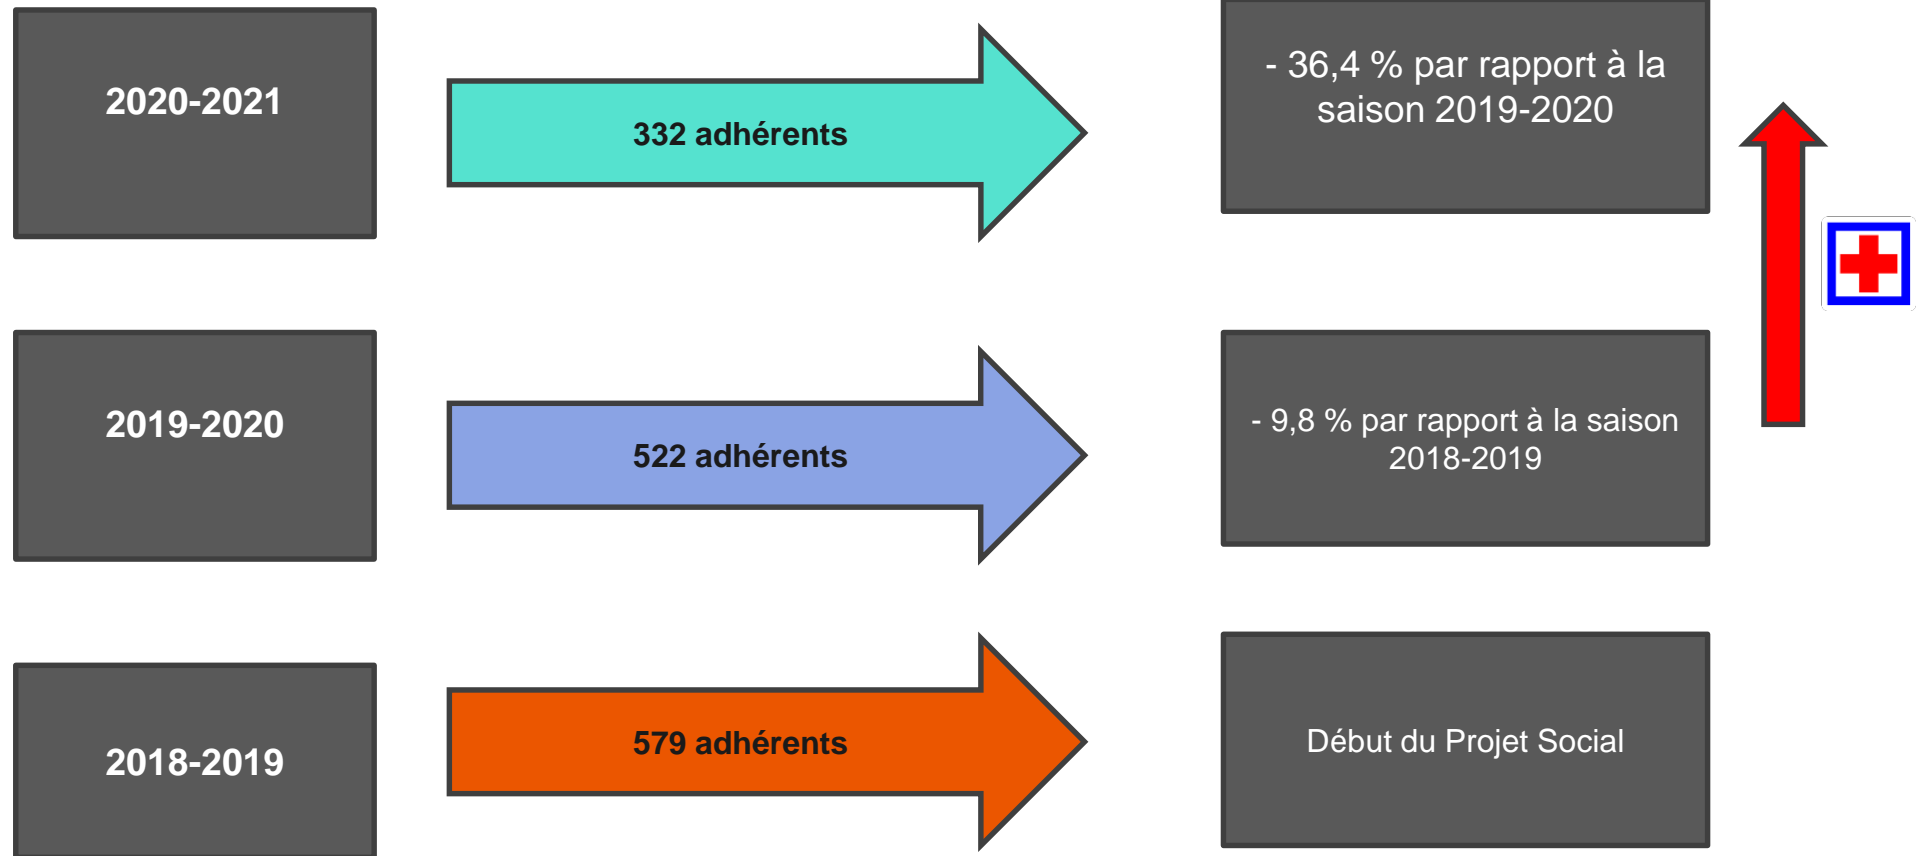 2020-2021
332 adhérents
- 36,4 % par rapport à la
saison 2019-2020
2019-2020
522 adhérents
- 9,8 % par rapport à la saison
2018-2019
2018-2019
579 adhérents
Début du Projet Social